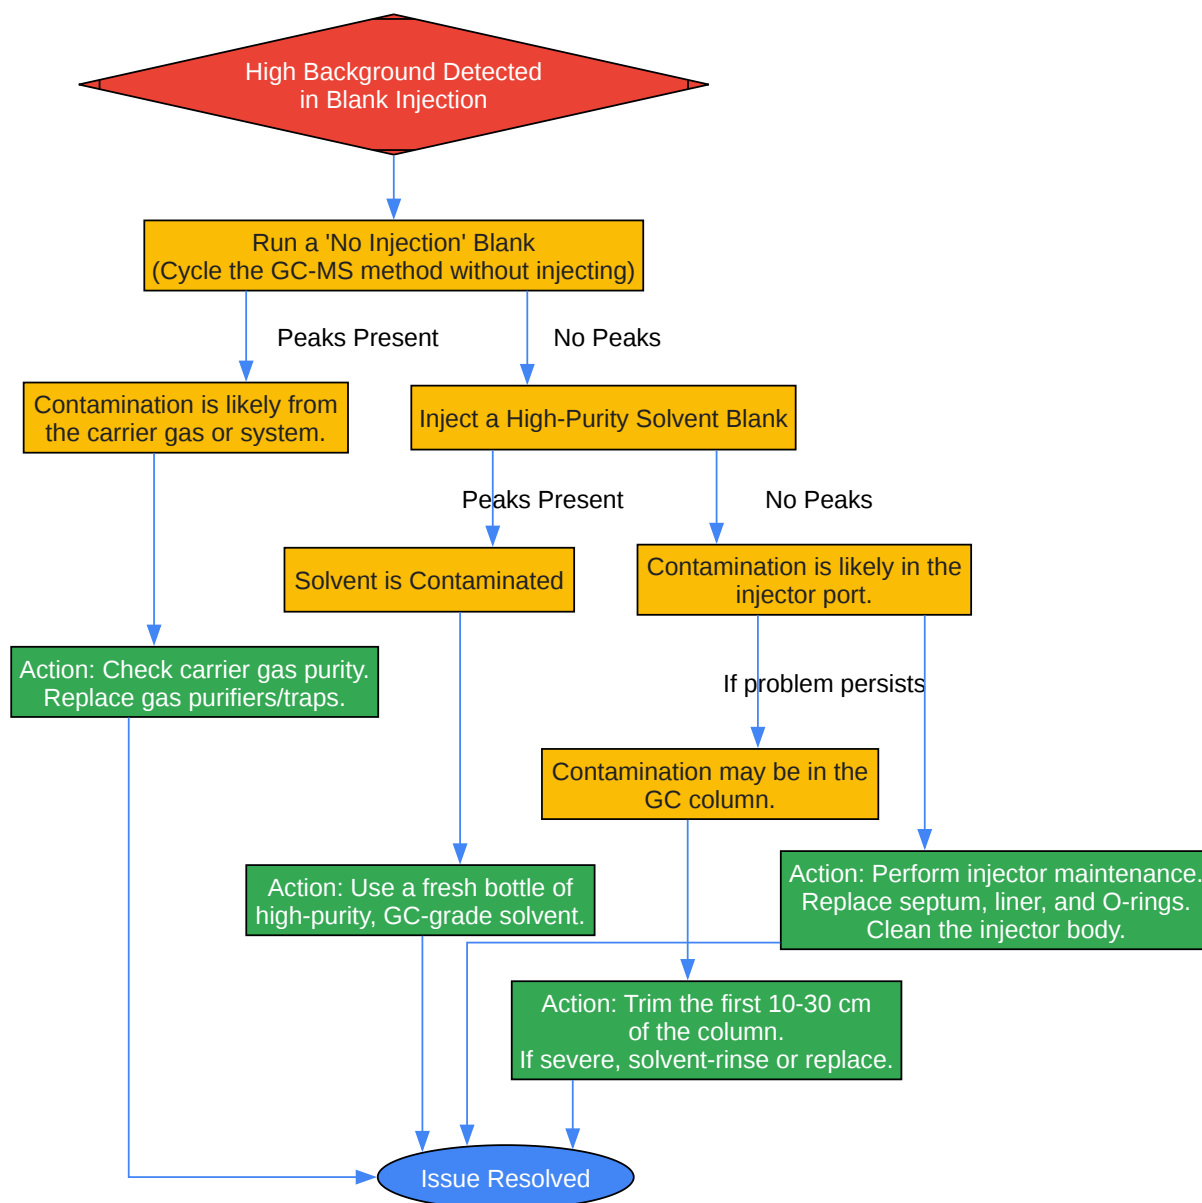 High Background Detected
in Blank Injection
Run a 'No Injection' Blank
(Cycle the GC-MS method without injecting)
Peaks Present
No Peaks
Contamination is likely from
the carrier gas or system.
Inject a High-Purity Solvent Blank
Peaks Present
No Peaks
Solvent is Contaminated
Contamination is likely in the
injector port.
Action: Check carrier gas purity.
Replace gas purifiers/traps.
If problem persists
Contamination may be in the
GC column.
Action: Use a fresh bottle of
high-purity, GC-grade solvent.
Action: Perform injector maintenance.
Replace septum, liner, and O-rings.
Clean the injector body.
Action: Trim the first 10-30 cm
of the column.
If severe, solvent-rinse or replace.
Issue Resolved